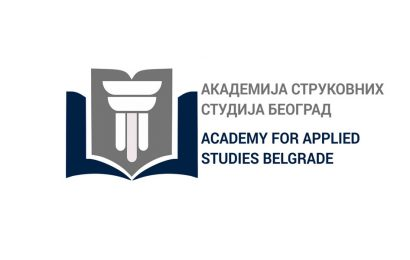 АКАДЕМИЈА СТРУКОВНИХ
СТУДИЈА БЕОГРАД
ACADEMY FOR APPLIED
STUDIES BELGRADE